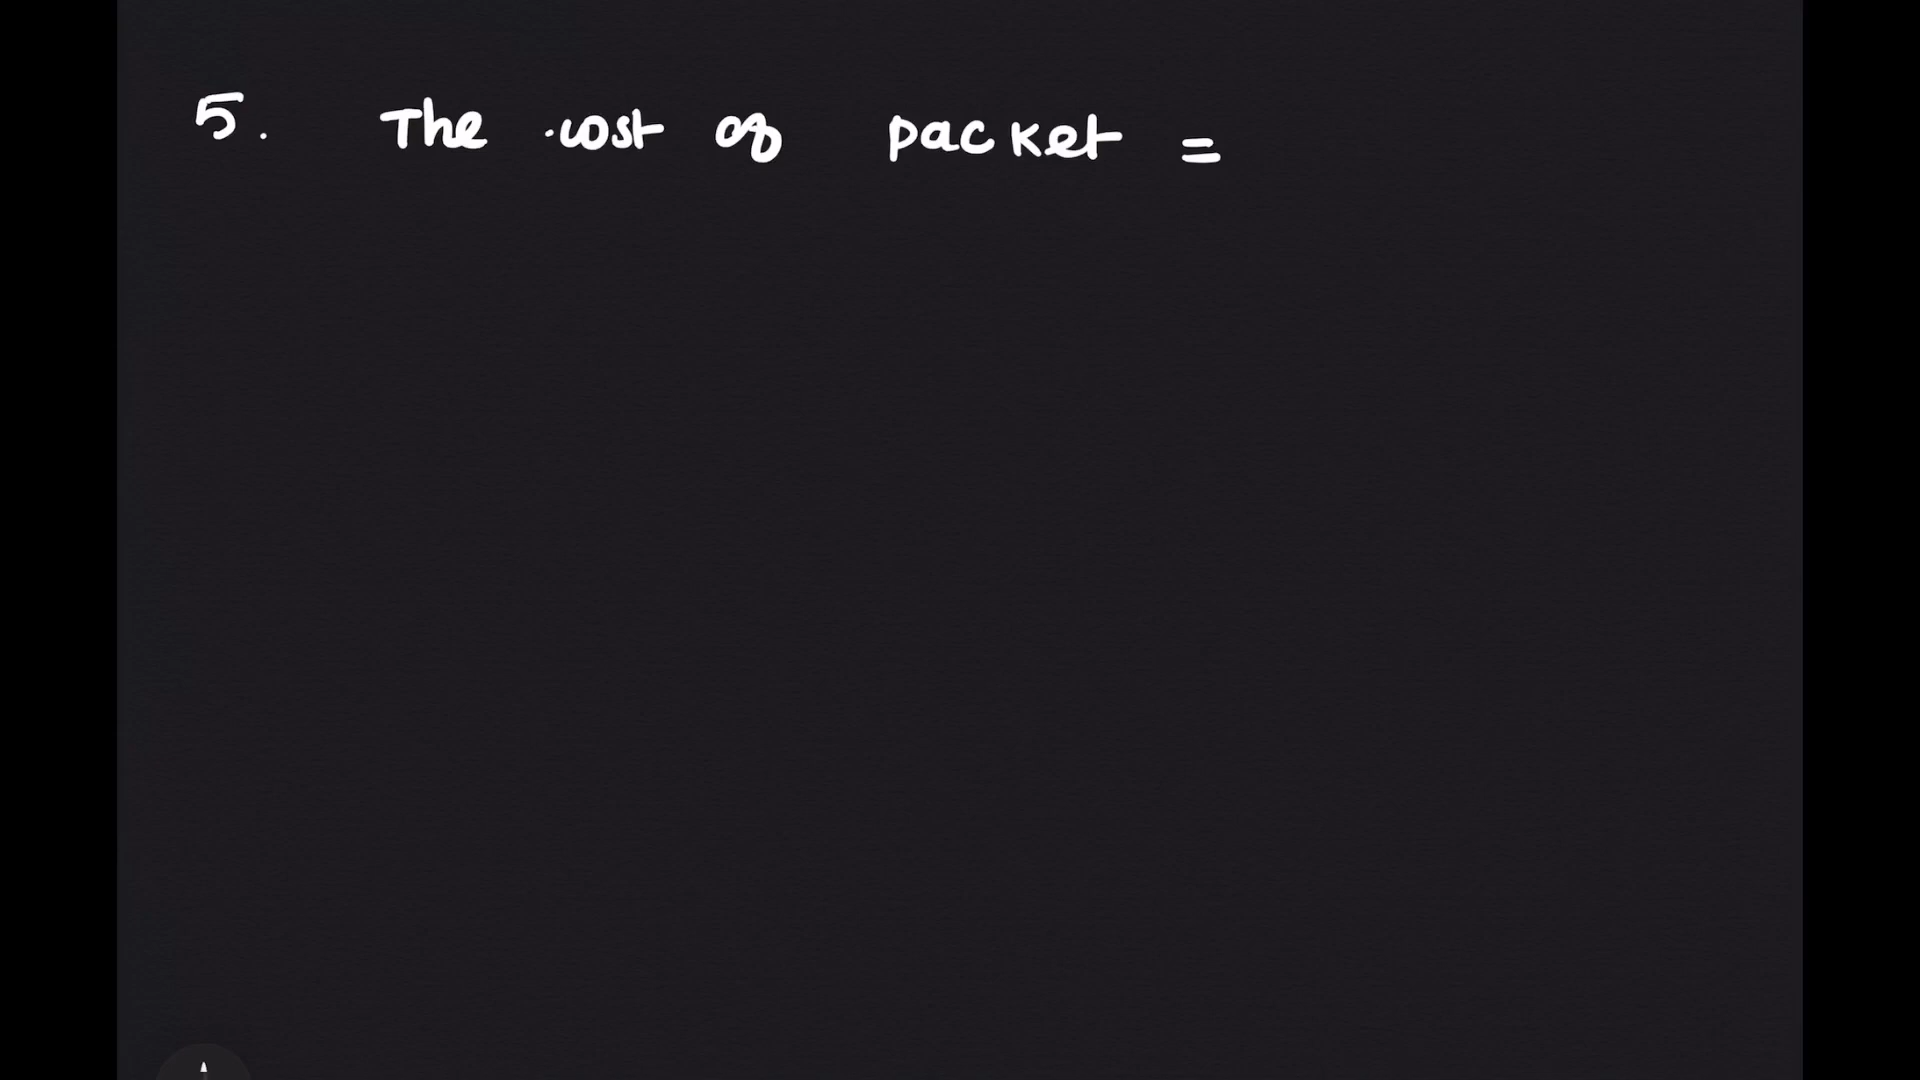 5. The cost of packet =